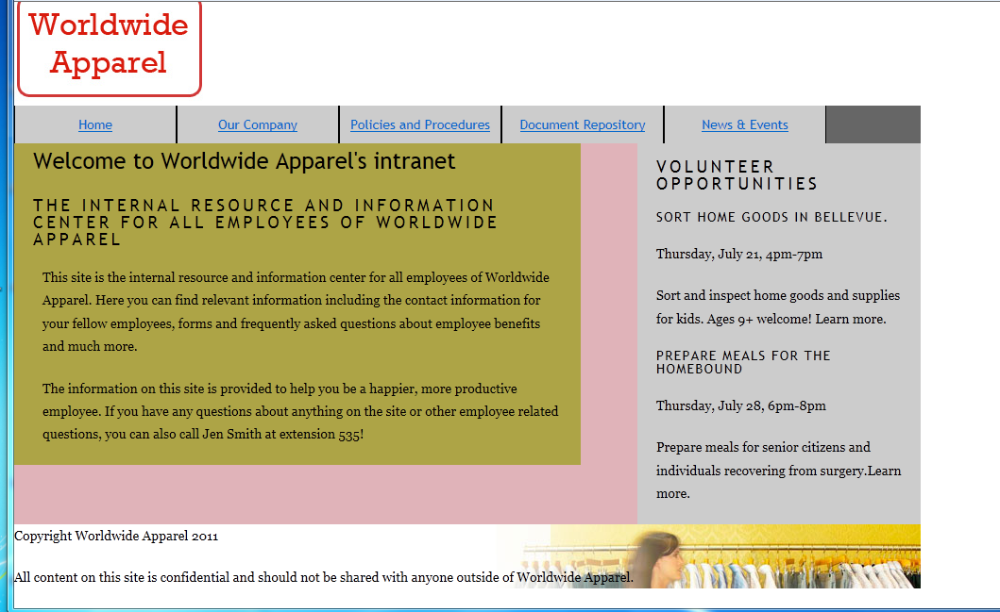 Worldwide
Apparel
Home Our Company Policies and Procedures Document Repository News & Events
Welcome to Worldwide Apparel's intranet
THE INTERNAL RESOURCE AND INFORMATION
CENTER FOR ALL EMPLOYEES OF WORLDWIDE
APPAREL
This site is the internal resource and information center for all employees of Worldwide
Apparel. Here you can find relevant information including the contact information for
your fellow employees, forms and frequently asked questions about employee benefits
and much more.
The information on this site is provided to help you be a happier, more productive
employee. If you have any questions about anything on the site or other employee related
questions, you can also call Jen Smith at extension 535!
VOLUNTEER
OPPORTUNITIES
SORT HOME GOODS IN BELLEVUE.
Thursday, July 21, 4pm-7pm
Sort and inspect home goods and supplies
for kids. Ages 9+ welcome! Learn more.
PREPARE MEALS FOR THE
HOMEBOUND
Thursday, July 28, 6pm-8pm
Prepare meals for senior citizens and
individuals recovering from surgery.Learn
more.
Copyright Worldwide Apparel 2011
All content on this site is confidential and should not be shared with anyone outside of Worldwide Apparel.